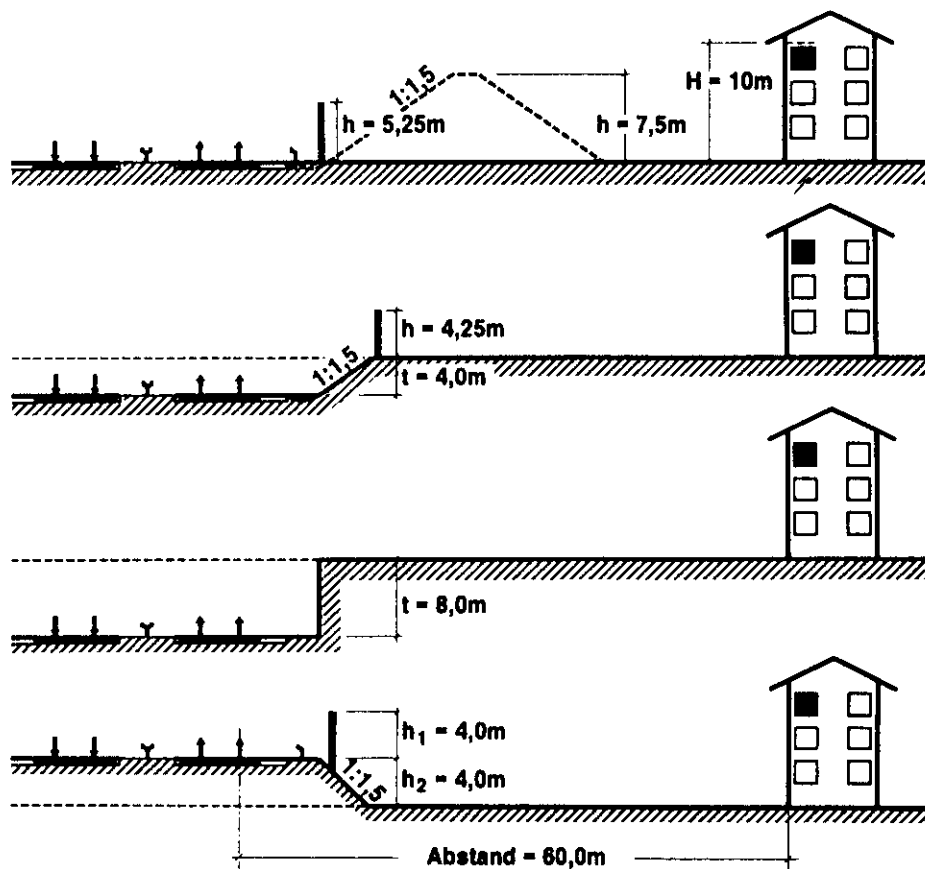 1:1,5
h = 5,25m
h = 7,5m
H = 10m
h = 4,25m
1:1,5
t = 4,0m
t = 8,0m
h₁ = 4,0m
1:1,5
h₂ = 4,0m
Abstand = 60,0m